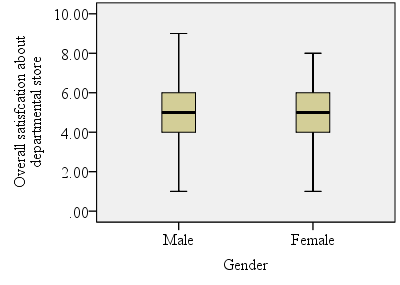 10.00
8.00
6.00
4.00
2.00
.00
Overall satisfcation about
departmental store
Male
Female
Gender